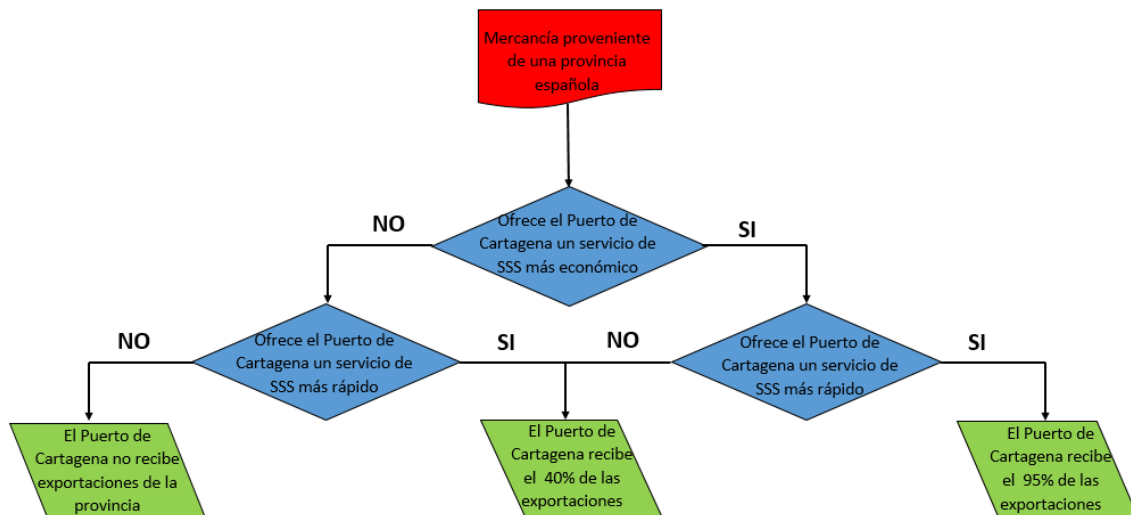 Mercancía proveniente
de una provincia
española
NO
Ofrece el Puerto de
Cartagena un servicio de
SSS más económico
SI
NO
Ofrece el Puerto de
Cartagena un servicio de
SSS más rápido
SI
NO
Ofrece el Puerto de
Cartagena un servicio de
SSS más rápido
SI
El Puerto de
Cartagena no recibe
exportaciones de la
provincia
El Puerto de
Cartagena recibe
el 40% de las
exportaciones
El Puerto de
Cartagena recibe
el 95% de las
exportaciones